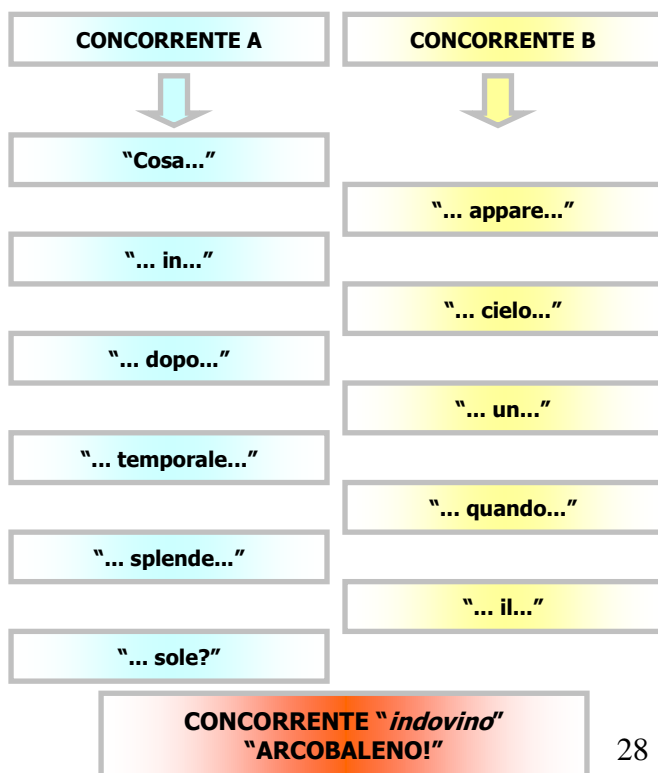 CONCORRENTE A
CONCORRENTE B
“Cosa...”
“... appare...”
“... in...”
“... cielo...”
“... dopo...”
“... un...”
“... temporale...”
“... quando...”
“... splende...”
“... il...”
“... sole?”
CONCORRENTE “indovino”
“ARCOBALENO!”
28